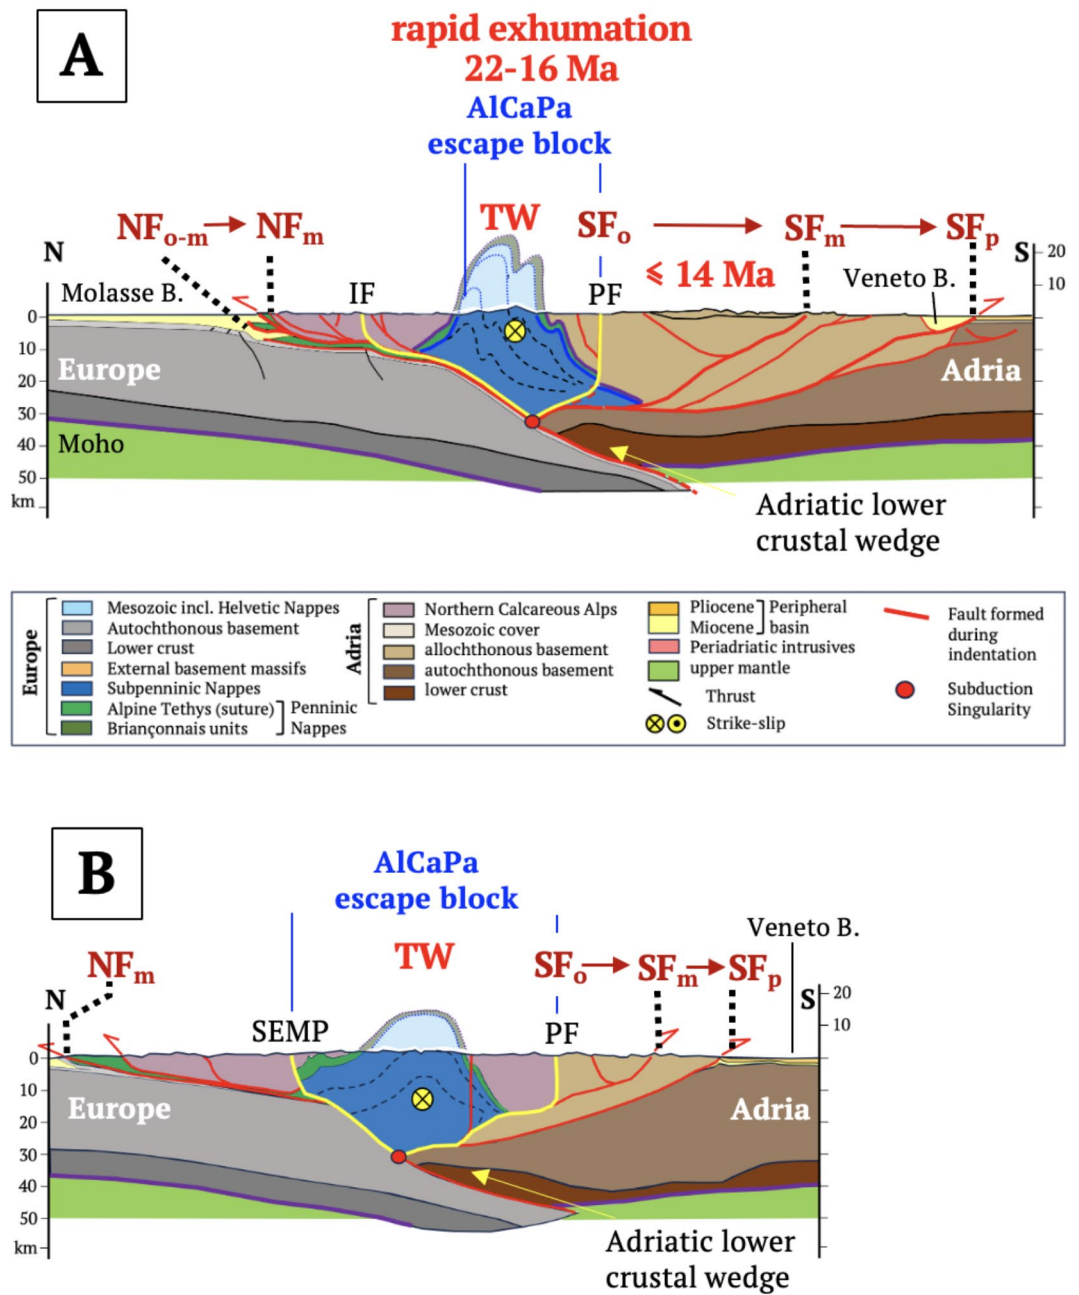 A
rapid exhumation
22-16 Ma
AlCaPa
escape block
NFo-m
NFm
TW
SFo
SFm
SFp
N
S
20
10
≤ 14 Ma
Molasse B.
IF
PF
Veneto B.
0
10
20
30
40
50
km
Europe
Adria
Moho
Adriatic lower
crustal wedge
Europe
Mesozoic incl. Helvetic Nappes
Autochthonous basement
Lower crust
External basement massifs
Subpenninic Nappes
Alpine Tethys (suture)
Briançonnais units
Penninic
Nappes
Adria
Northern Calcareous Alps
Mesozoic cover
allochthonous basement
autochthonous basement
lower crust
Pliocene
Miocene
Peripheral
basin
Periadriatic intrusives
upper mantle
Thrust
Strike-slip
Fault formed
during
indentation
Subduction
Singularity
B
AlCaPa
escape block
Veneto B.
NFm
TW
SFo
SFm
SFp
N
S
20
10
SEMP
PF
0
10
20
30
40
50
km
Europe
Adria
Adriatic lower
crustal wedge